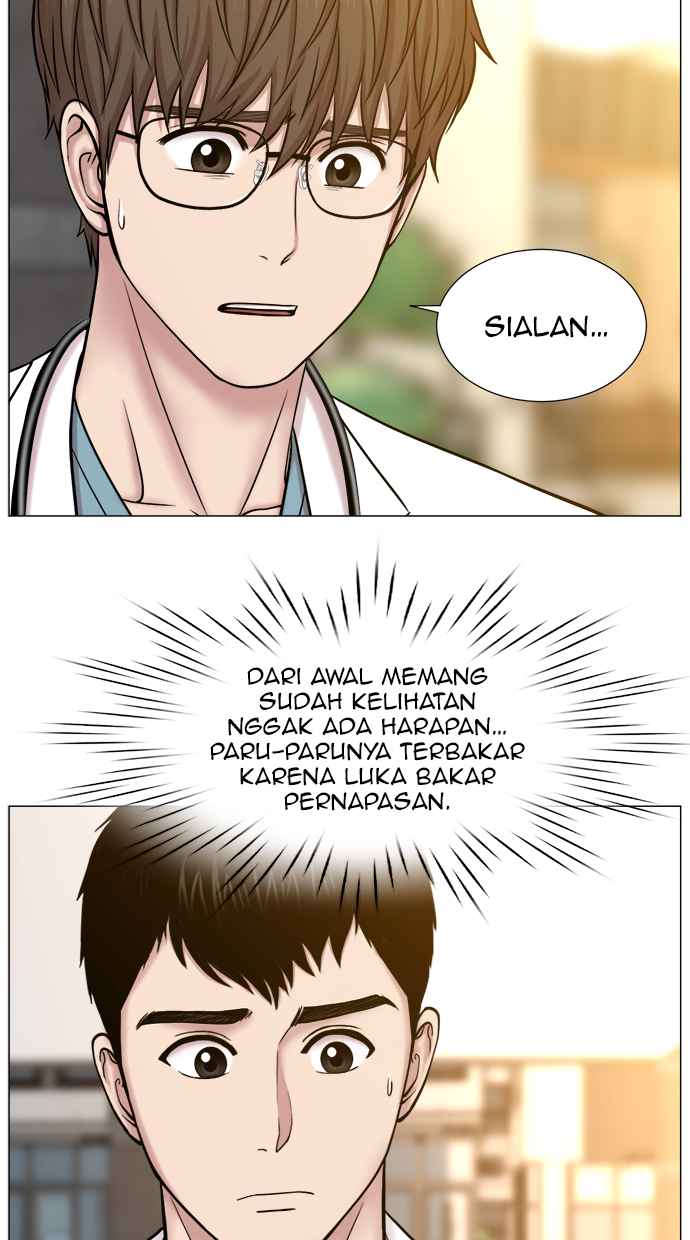 SIALAN...
DARI AWAL MEMANG
SUDAH KELIHATAN
NGGAK ADA HARAPAN...
PARU-PARUNYA TERBAKAR
KARENA LUKA BAKAR
PERNAPASAN.